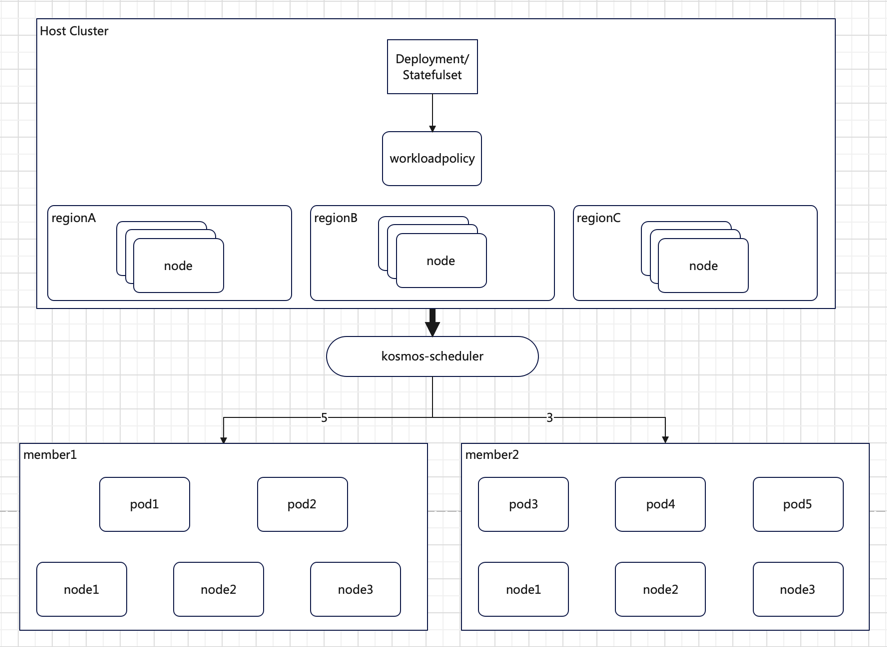 Host Cluster
Deployment/
Statefulset
workloadpolicy
regionA
node
regionB
node
regionC
node
kosmos-scheduler
5
3
member1
pod1
pod2
node1
node2
node3
member2
pod3
pod4
pod5
node1
node2
node3